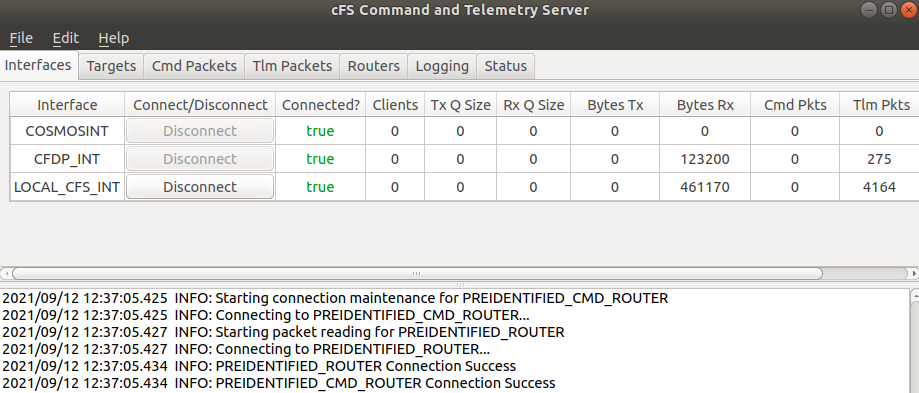 cFS Command and Telemetry Server
File Edit Help
Interfaces Targets Cmd Packets Tlm Packets Routers Logging Status
Interface Connect/Disconnect Connected? Clients Tx Q Size Rx Q Size Bytes Tx Bytes Rx Cmd Pkts Tlm Pkts
COSMOSINT Disconnect true 0 0 0 0 0 0 0
CFDP_INT Disconnect true 0 0 0 0 123200 0 275
LOCAL_CFS_INT Disconnect true 0 0 0 0 461170 0 4164
2021/09/12 12:37:05.425 INFO: Starting connection maintenance for PREIDENTIFIED_CMD_ROUTER
2021/09/12 12:37:05.425 INFO: Connecting to PREIDENTIFIED_CMD_ROUTER...
2021/09/12 12:37:05.427 INFO: Starting packet reading for PREIDENTIFIED_ROUTER
2021/09/12 12:37:05.427 INFO: Connecting to PREIDENTIFIED_ROUTER...
2021/09/12 12:37:05.434 INFO: PREIDENTIFIED_ROUTER Connection Success
2021/09/12 12:37:05.434 INFO: PREIDENTIFIED_CMD_ROUTER Connection Success